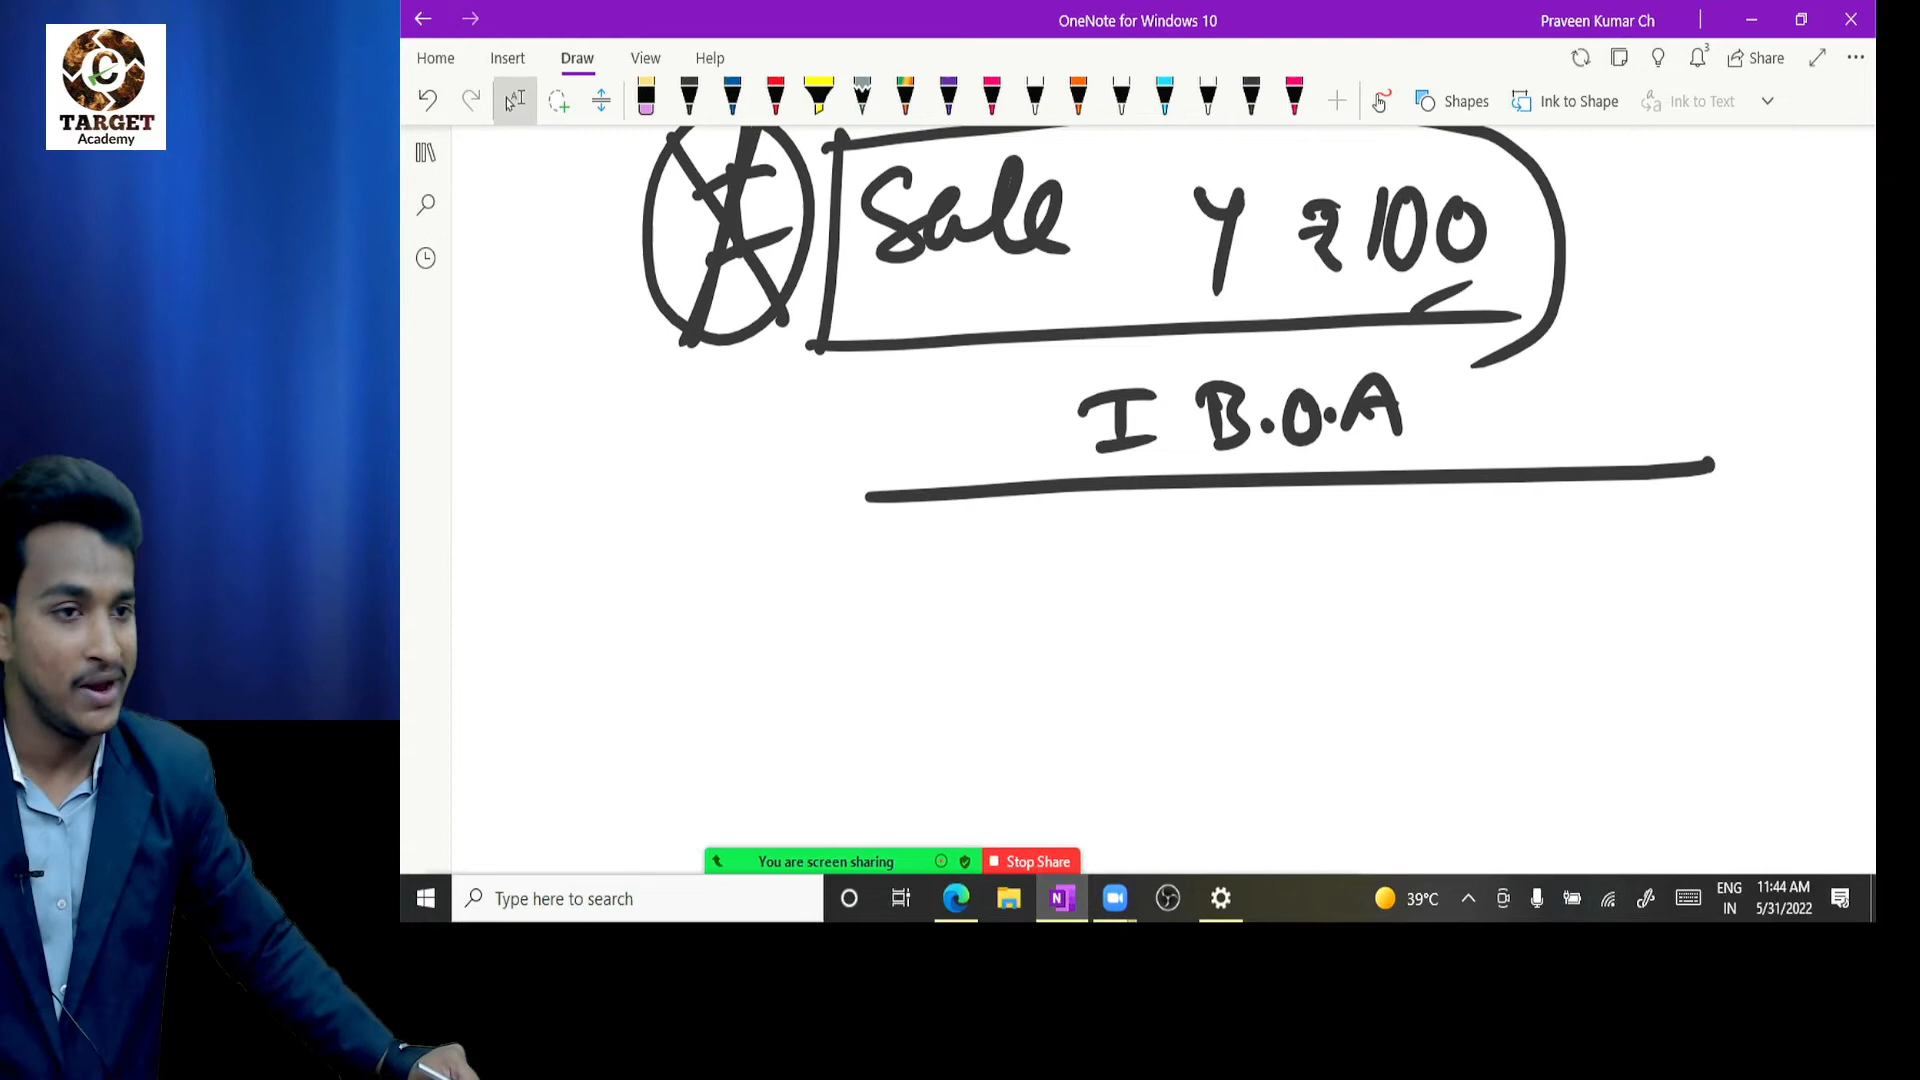 C
TARGET
Academy
OneNote for Windows 10
Praveen Kumar Ch
Home Insert Draw View Help
3
Share
Shapes
Ink to Shape
Ink to Text
Sale Y ₹100
I B.O.A
You are screen sharing
Stop Share
Type here to search
39°C
ENG
IN
11:44 AM
5/31/2022